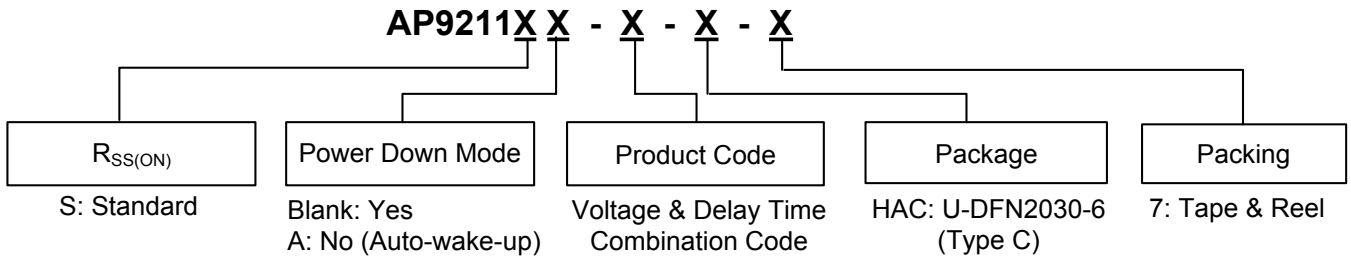 AP9211X X - X - X - X
RSS(ON)
Power Down Mode
Product Code
Package
Packing
S: Standard
Blank: Yes
A: No (Auto-wake-up)
Voltage & Delay Time
Combination Code
HAC: U-DFN2030-6
(Type C)
7: Tape & Reel